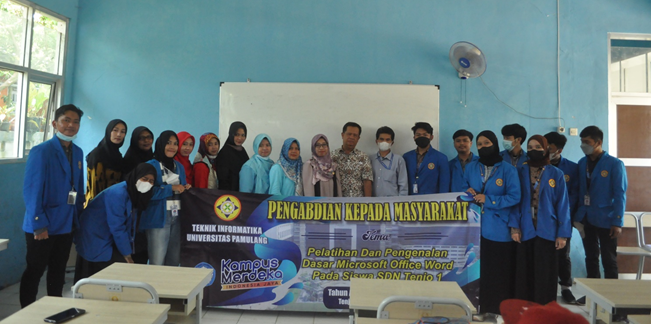 PENGABDIAN KEPADA MASYARAKAT
TEKNIK INFORMATIKA
UNIVERSITAS PAMULANG
Kampus
Merdeka
INDONESIA JAYA
Pelatihan Dan Pengenalan
Dasar Microsoft Office Word
Pada Siswa SDN Tenjo 1
Tahun